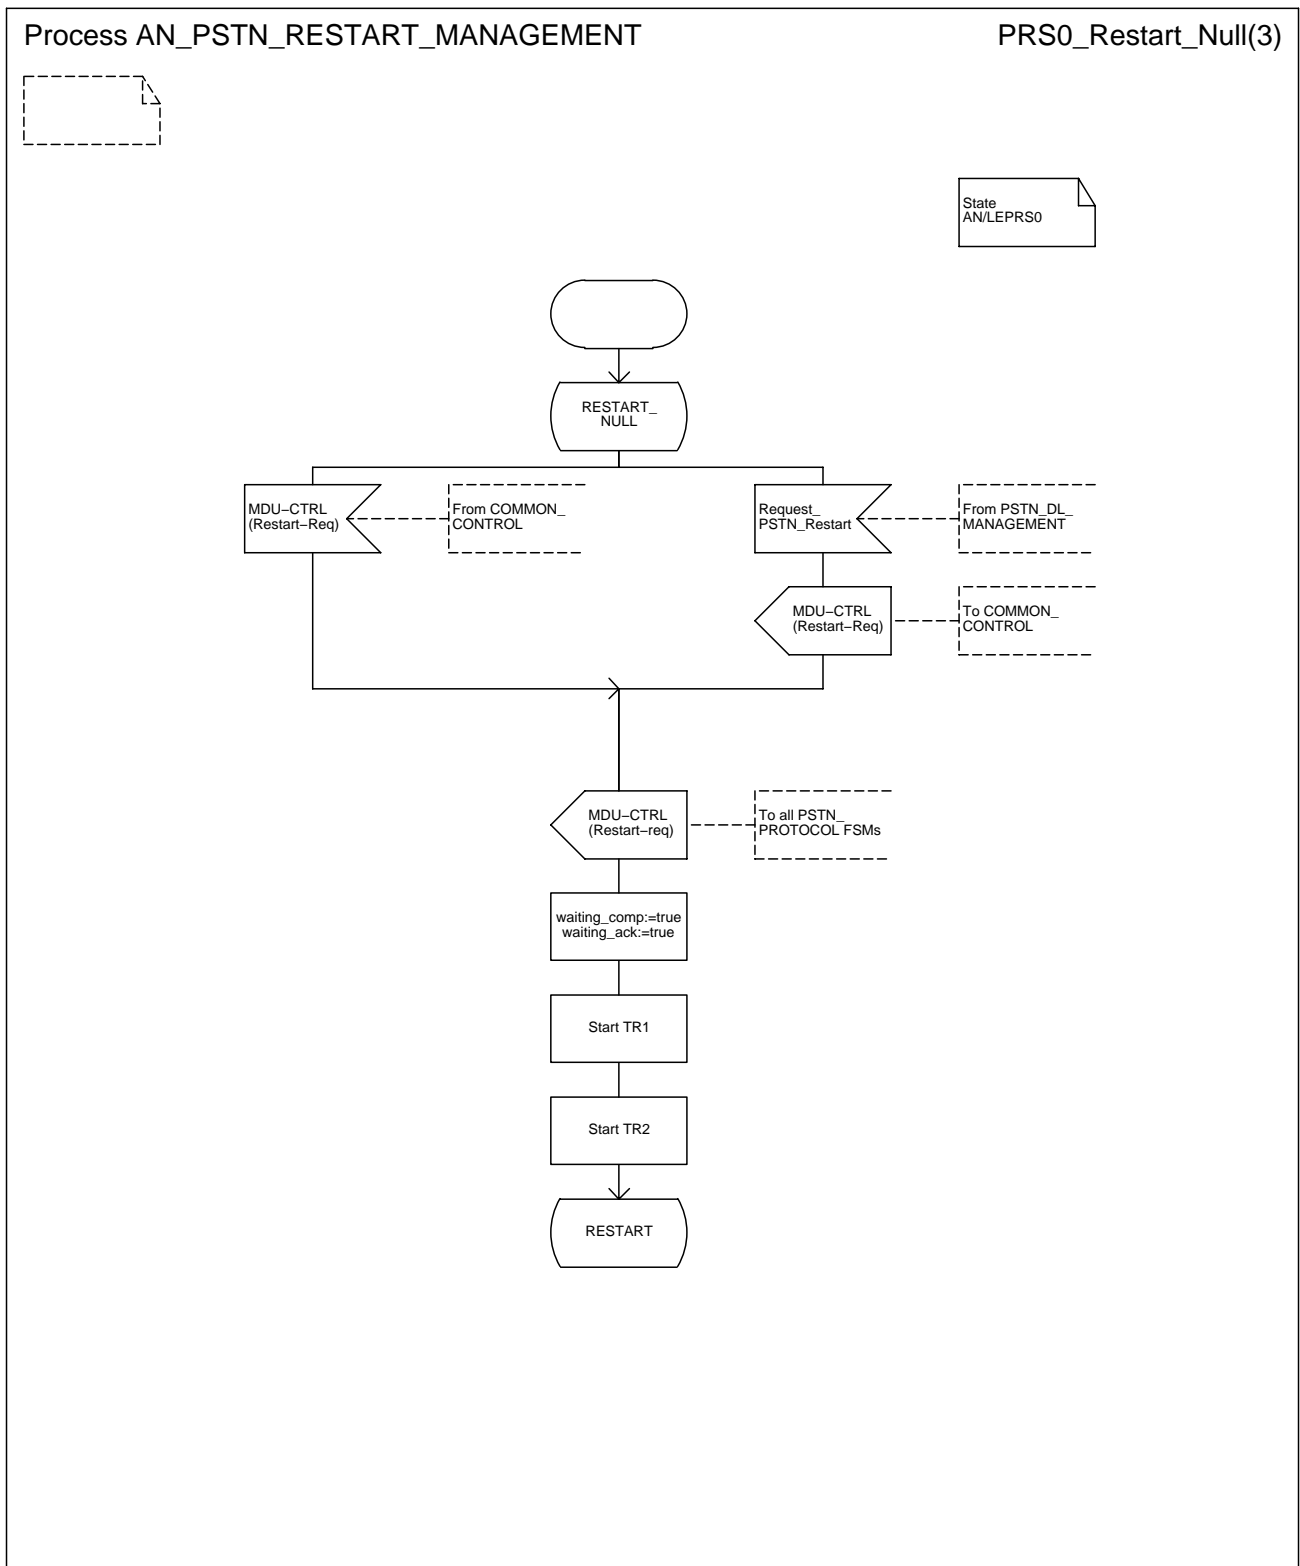 Process AN_PSTN_RESTART_MANAGEMENT
PRS0_Restart_Null(3)
State
AN/LEPRS0
RESTART_
NULL
MDU−CTRL
(Restart−Req)
From COMMON_
CONTROL
Request_
PSTN_Restart
From PSTN_DL_
MANAGEMENT
MDU−CTRL
(Restart−Req)
To COMMON_
CONTROL
MDU−CTRL
(Restart−req)
To all PSTN_
PROTOCOL FSMs
waiting_comp:=true
waiting_ack:=true
Start TR1
Start TR2
RESTART